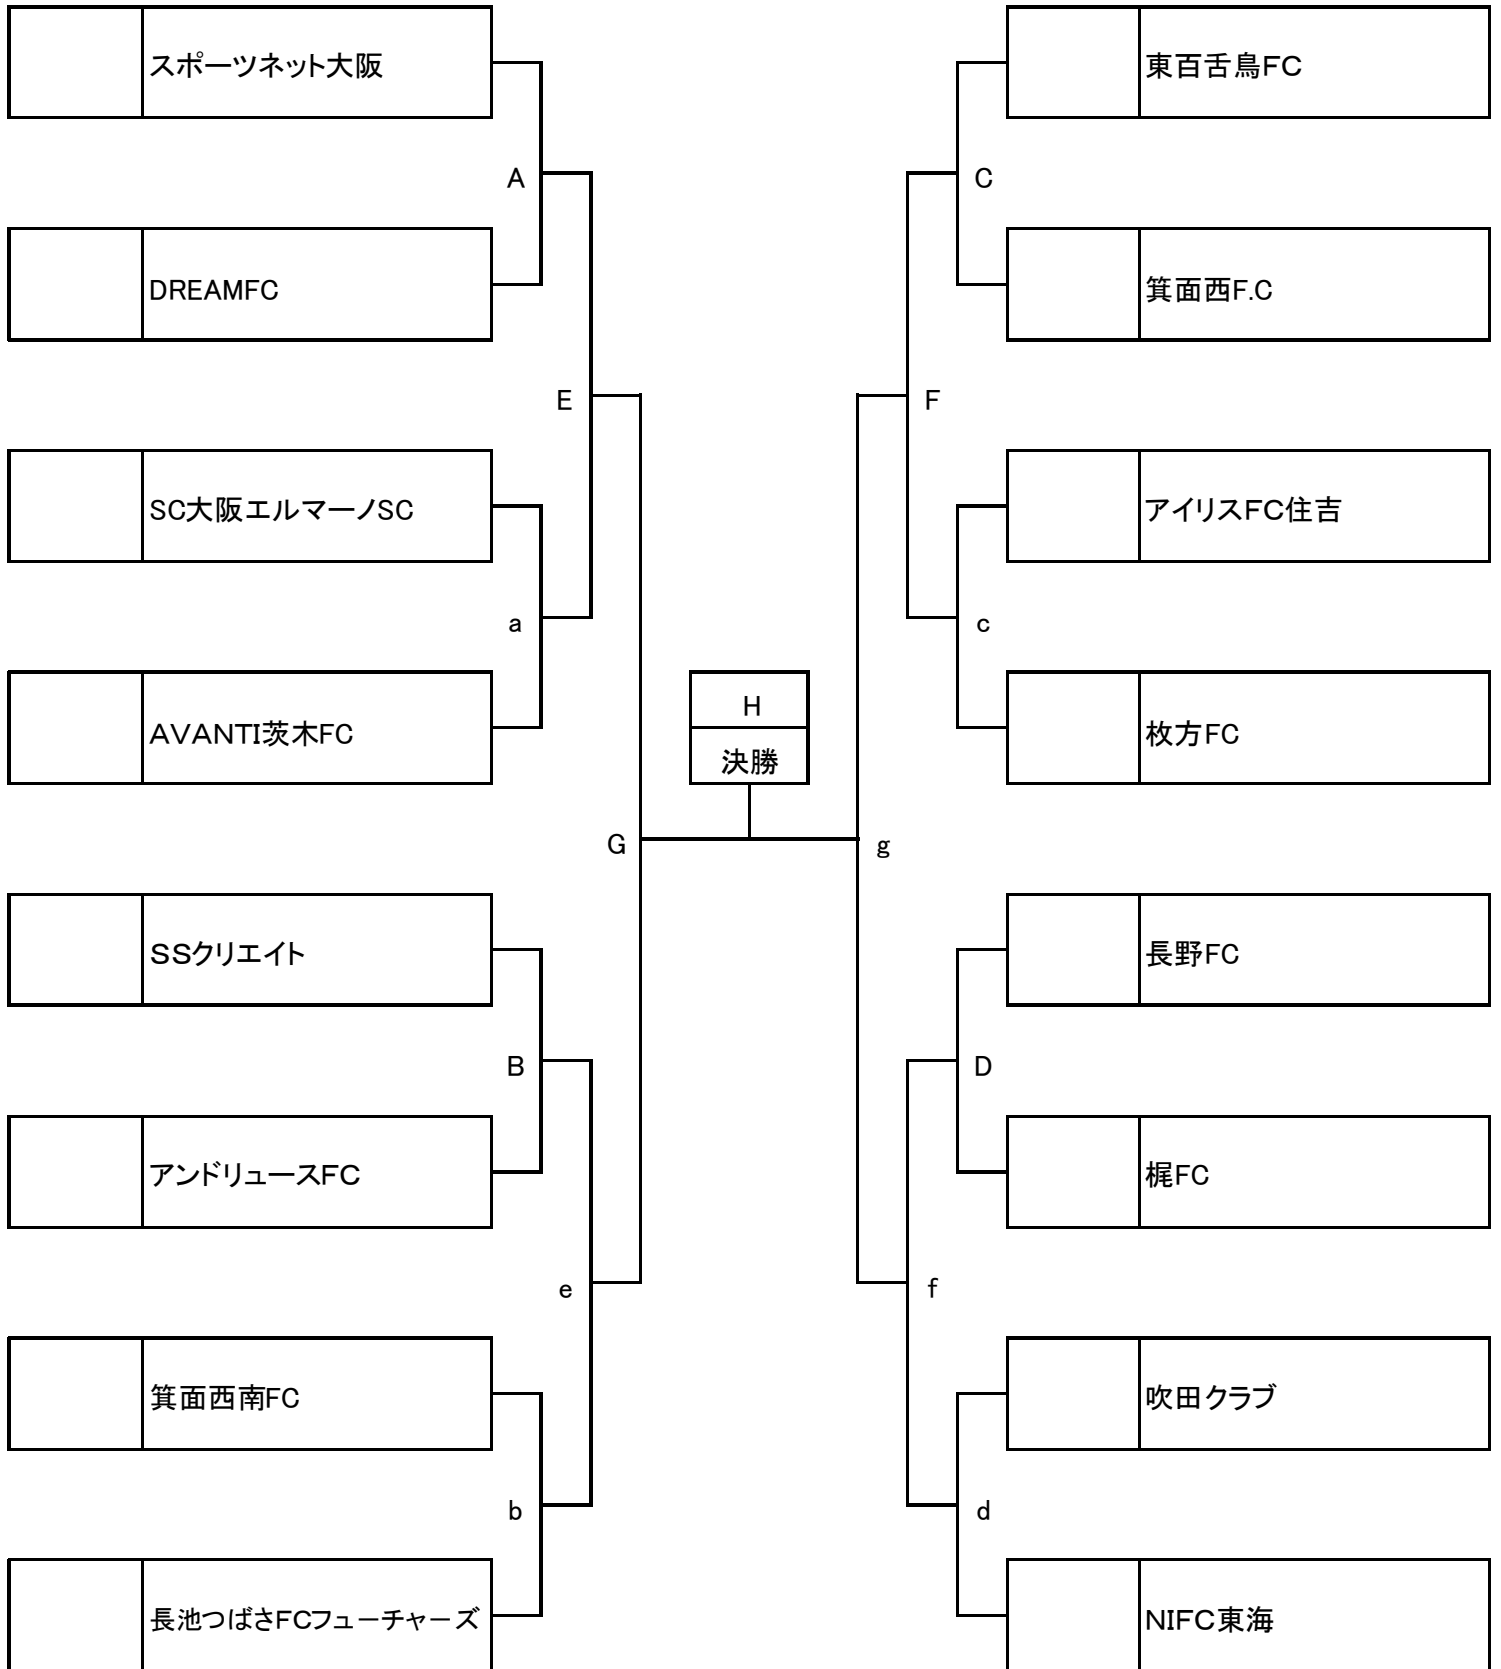 スポーツネット大阪
東百舌鳥FC
A
C
DREAMFC
箕面西F.C
E
F
SC大阪エルマーノSC
アイリスFC住吉
a
c
H
AVANTI茨木FC
枚方FC
決勝
G
g
SSクリエイト
長野FC
B
D
アンドリュースFC
梶FC
e
f
箕面西南FC
吹田クラブ
b
d
長池つばさFCフューチャーズ
NIFC東海